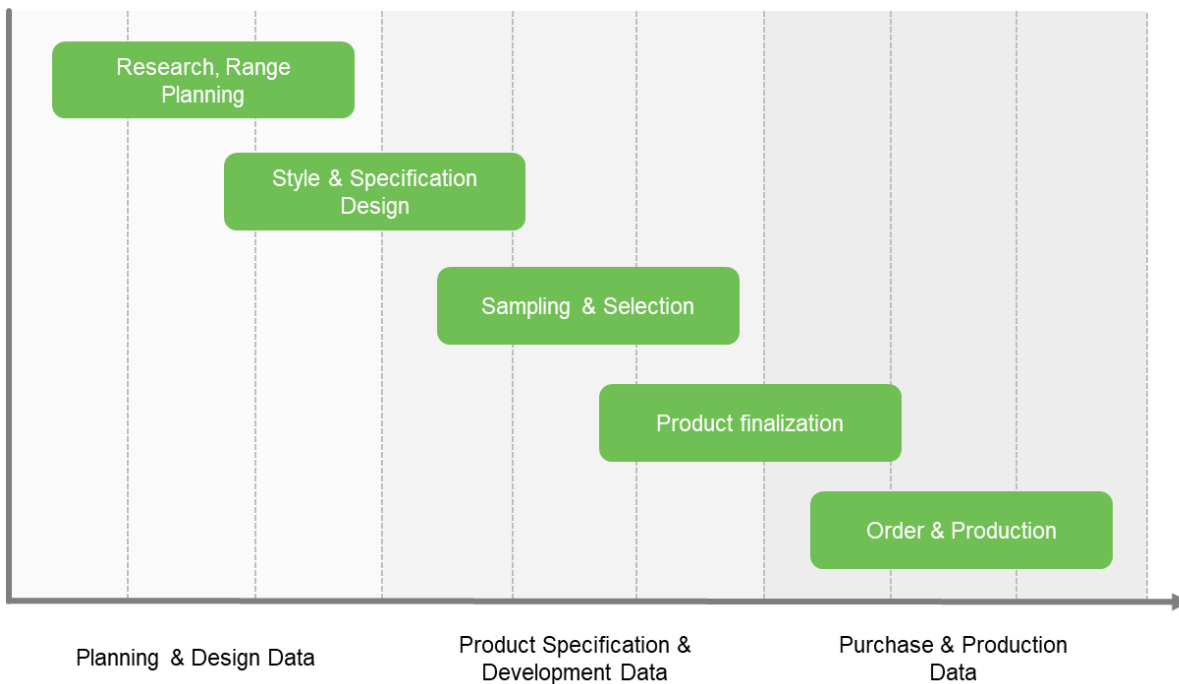 Research, Range
Planning
Style & Specification
Design
Sampling & Selection
Product finalization
Order & Production
Planning & Design Data
Product Specification &
Development Data
Purchase & Production
Data